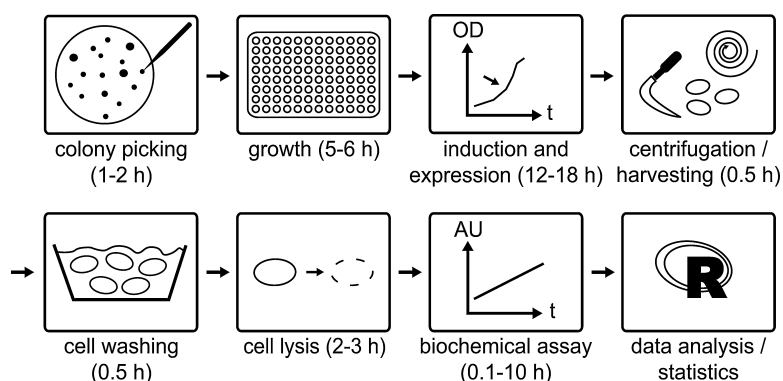 colony picking
(1-2 h)
growth (5-6 h)
OD
t
induction and
expression (12-18 h)
centrifugation /
harvesting (0.5 h)
cell washing
(0.5 h)
cell lysis (2-3 h)
AU
t
biochemical assay
(0.1-10 h)
R
data analysis /
statistics